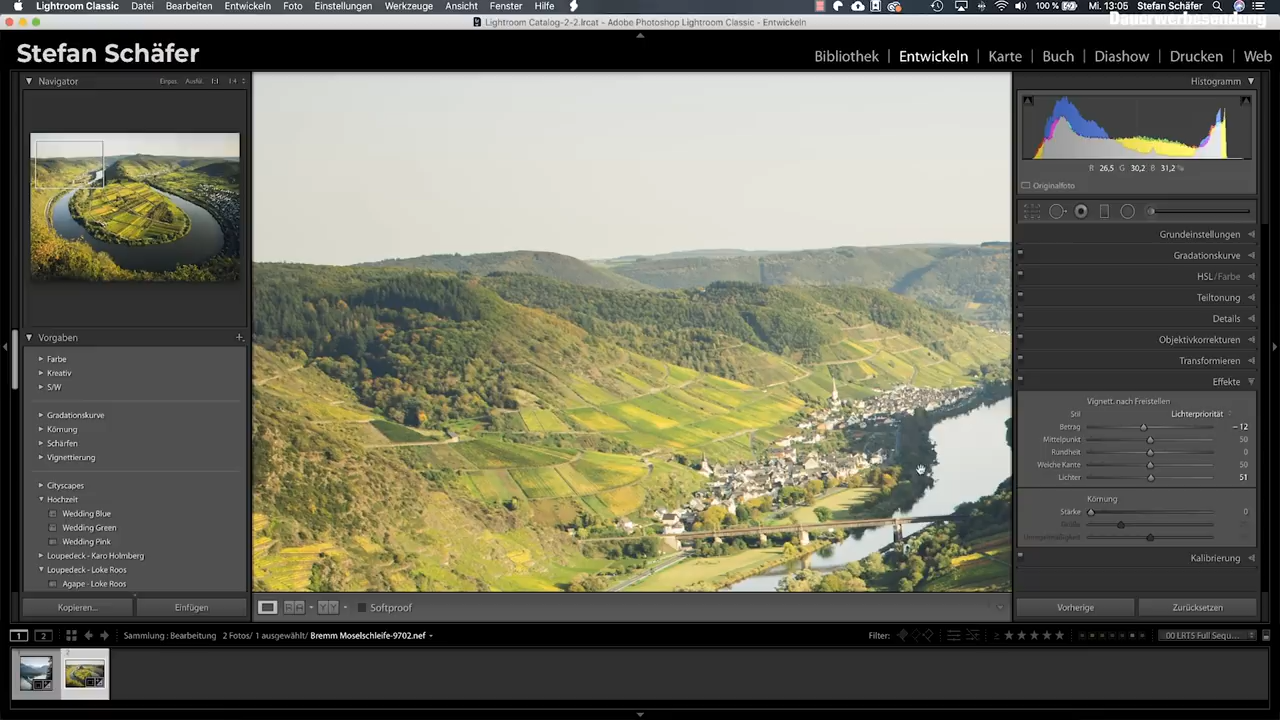 Lightroom Classic Datei Bearbeiten Entwickeln Foto Einstellungen Werkzeuge Ansicht Fenster Hilfe 100 % Mi. 13:05 Stefan Schäfer
Dauerwerbesendung
Lightroom Catalog-2-2.lrcat - Adobe Photoshop Lightroom Classic - Entwickeln
Stefan Schäfer
Bibliothek | Entwickeln | Karte | Buch | Diashow | Drucken | Web
Navigator Einpas. Ausfül. 1:1 1:4
Histogramm
R 26,5 G 30,2 B 31,2 %
Originalfoto
Grundeinstellungen
Gradationskurve
HSL / Farbe
Teiltonung
Details
Objektivkorrekturen
Transformieren
Effekte
Vignett. nach Freistellen
Stil Lichterpriorität
Betrag – 12
Mittelpunkt 50
Rundheit 0
Weiche Kante 50
Lichter 51
Körnung
Stärke 0
Kalibrierung
Vorherige Zurücksetzen
Vorgaben +
Farbe
Kreativ
S/W
Gradationskurve
Körnung
Schärfen
Vignettierung
Cityscapes
Hochzeit
Wedding Blue
Wedding Green
Wedding Pink
Loupedeck - Karo Holmberg
Loupedeck - Loke Roos
Agape - Loke Roos
Kopieren... Einfügen
Softproof
1 2 Sammlung : Bearbeitung 2 Fotos/ 1 ausgewählt/ Bremm Moselschleife-9702.nef Filter: 00 LRT5 Full Sequ...